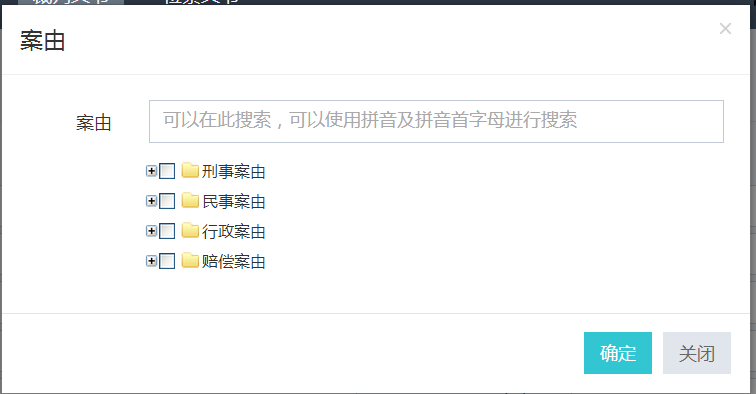 案由
×
案由
可以在此搜索，可以使用拼音及拼音首字母进行搜索
刑事案由
民事案由
行政案由
赔偿案由
确定 关闭